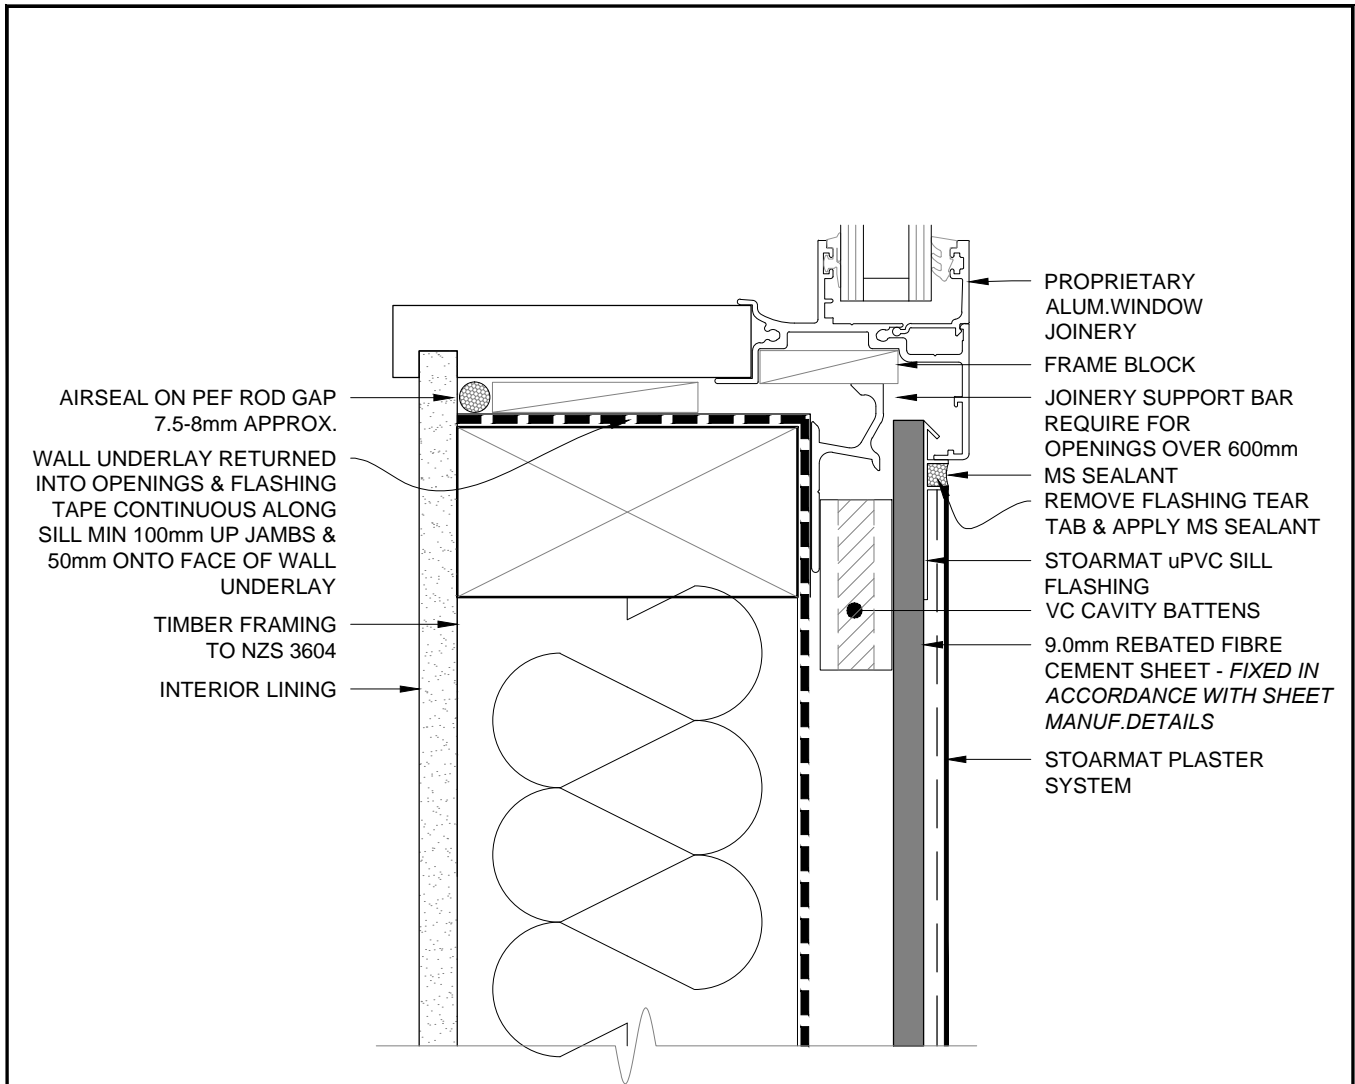 AIRSEAL ON PEF ROD GAP
7.5-8mm APPROX.
WALL UNDERLAY RETURNED
INTO OPENINGS & FLASHING
TAPE CONTINUOUS ALONG
SILL MIN 100mm UP JAMBS &
50mm ONTO FACE OF WALL
UNDERLAY
TIMBER FRAMING
TO NZS 3604
INTERIOR LINING
PROPRIETARY
ALUM.WINDOW
JOINERY
FRAME BLOCK
JOINERY SUPPORT BAR
REQUIRE FOR
OPENINGS OVER 600mm
MS SEALANT
REMOVE FLASHING TEAR
TAB & APPLY MS SEALANT
STOARMAT uPVC SILL
FLASHING
VC CAVITY BATTENS
9.0mm REBATED FIBRE
CEMENT SHEET - FIXED IN
ACCORDANCE WITH SHEET
MANUF.DETAILS
STOARMAT PLASTER
SYSTEM